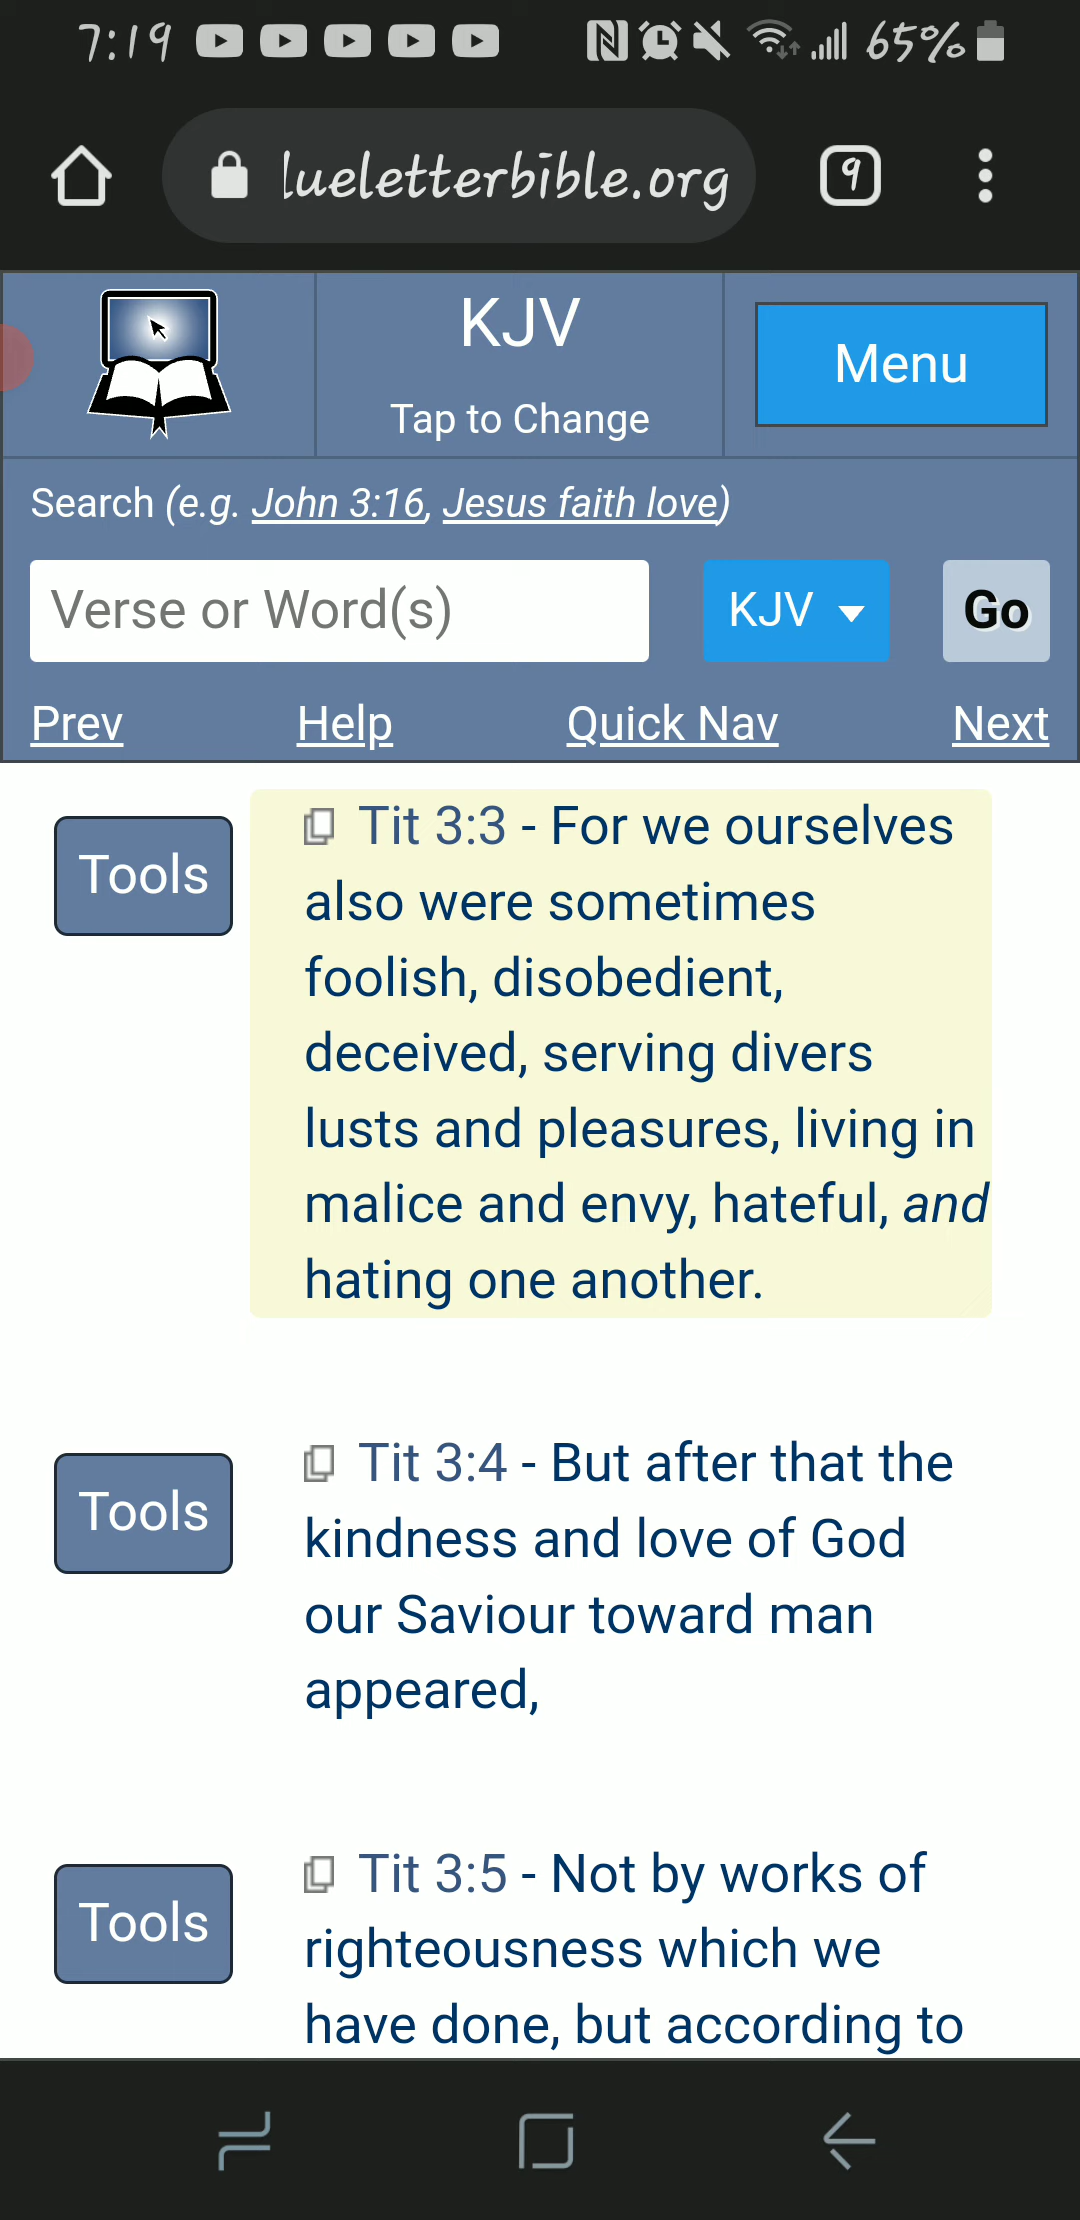 7:19 65%
lueletterbible.org 9
KJV
Tap to Change
Menu
Search (e.g. John 3:16, Jesus faith love)
Verse or Word(s) KJV Go
Prev Help Quick Nav Next
Tools
Tit 3:3 - For we ourselves
also were sometimes
foolish, disobedient,
deceived, serving divers
lusts and pleasures, living in
malice and envy, hateful, and
hating one another.
Tools
Tit 3:4 - But after that the
kindness and love of God
our Saviour toward man
appeared,
Tools
Tit 3:5 - Not by works of
righteousness which we
have done, but according to